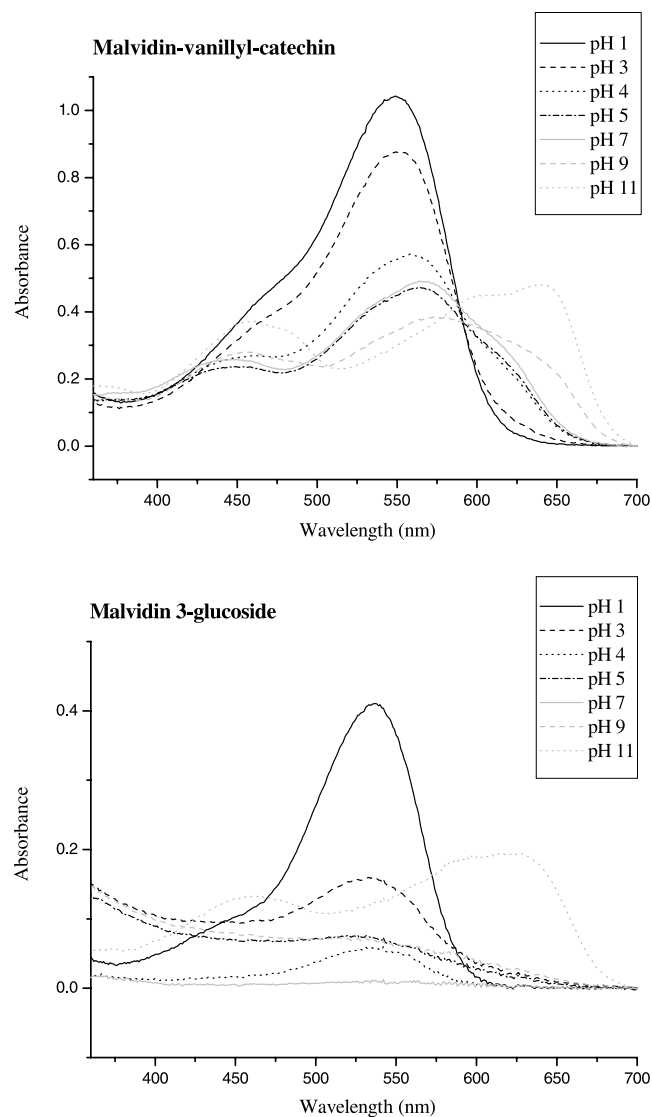 Malvidin-vanillyl-catechin
pH 1
pH 3
pH 4
pH 5
pH 7
pH 9
pH 11
1.0
0.8
0.6
0.4
0.2
0.0
Absorbance
400 450 500 550 600 650 700
Wavelength (nm)
Malvidin 3-glucoside
pH 1
pH 3
pH 4
pH 5
pH 7
pH 9
pH 11
0.4
0.2
0.0
Absorbance
400 450 500 550 600 650 700
Wavelength (nm)